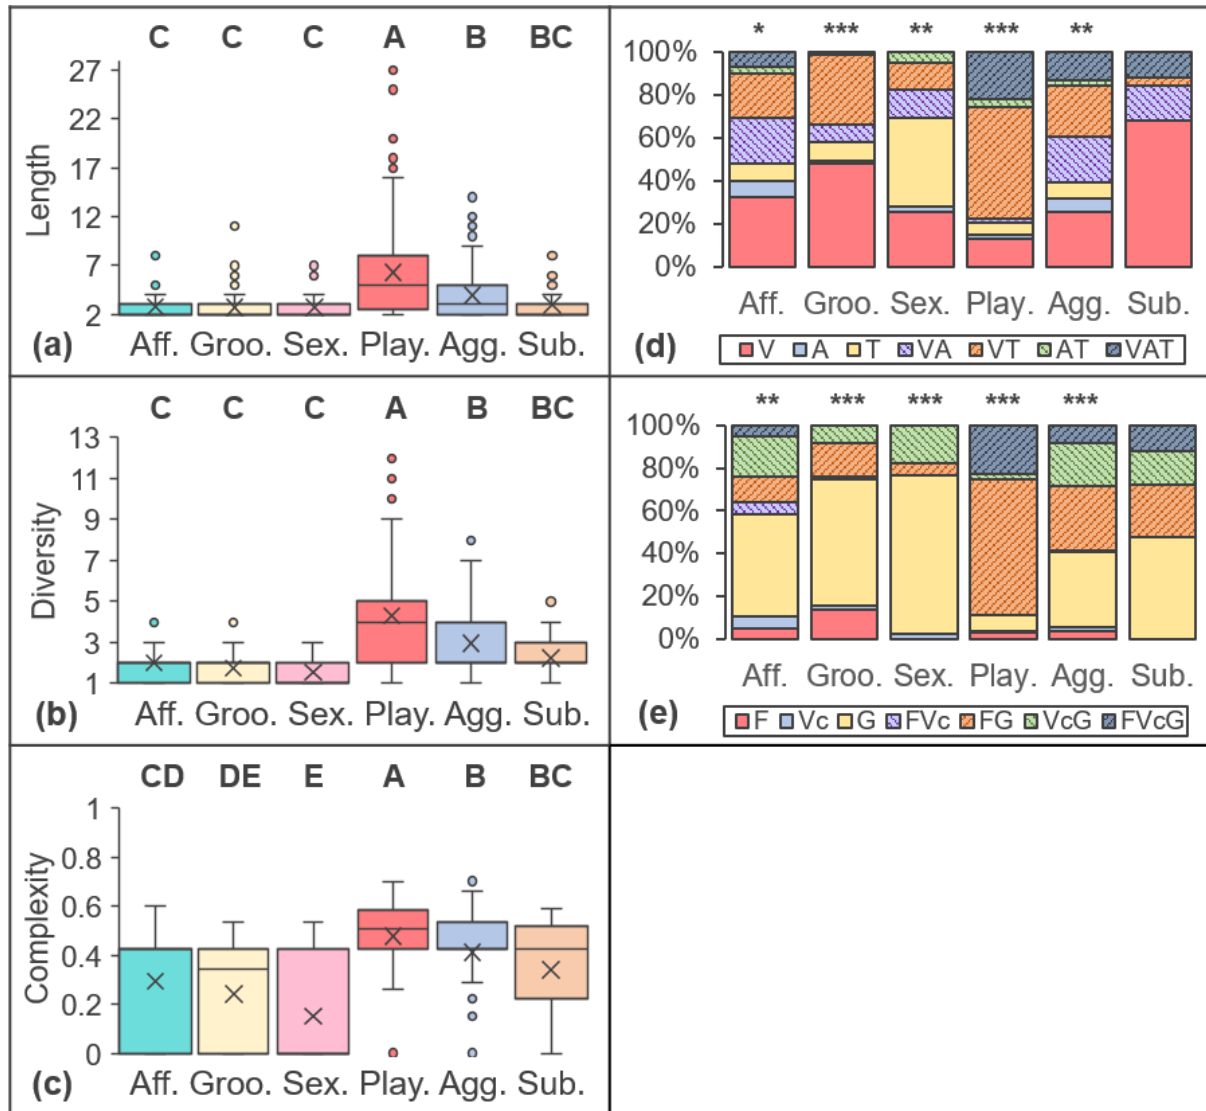 C C C A B BC
27
22
17
12
7
2
Length
(a) Aff. Groo. Sex. Play. Agg. Sub.
* *** ** *** **
100%
80%
60%
40%
20%
0%
Aff. Groo. Sex. Play. Agg. Sub.
(d) V A T VA VT AT VAT
C C C A B BC
13
11
9
7
5
3
1
Diversity
(b) Aff. Groo. Sex. Play. Agg. Sub.
** *** *** *** ***
100%
80%
60%
40%
20%
0%
Aff. Groo. Sex. Play. Agg. Sub.
(e) F Vc G FVc FG VcG FVcG
CD DE E A B BC
1
0.8
0.6
0.4
0.2
0
Complexity
(c) Aff. Groo. Sex. Play. Agg. Sub.